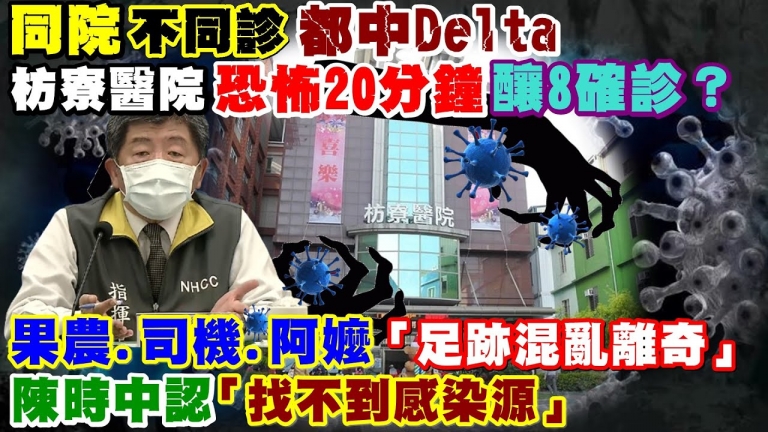 同院不同診都中Delta
枋寮醫院恐怖20分鐘釀8確診？
喜樂
枋寮醫院
NHCC
指揮
果農.司機.阿嬤「足跡混亂離奇」
陳時中認「找不到感染源」